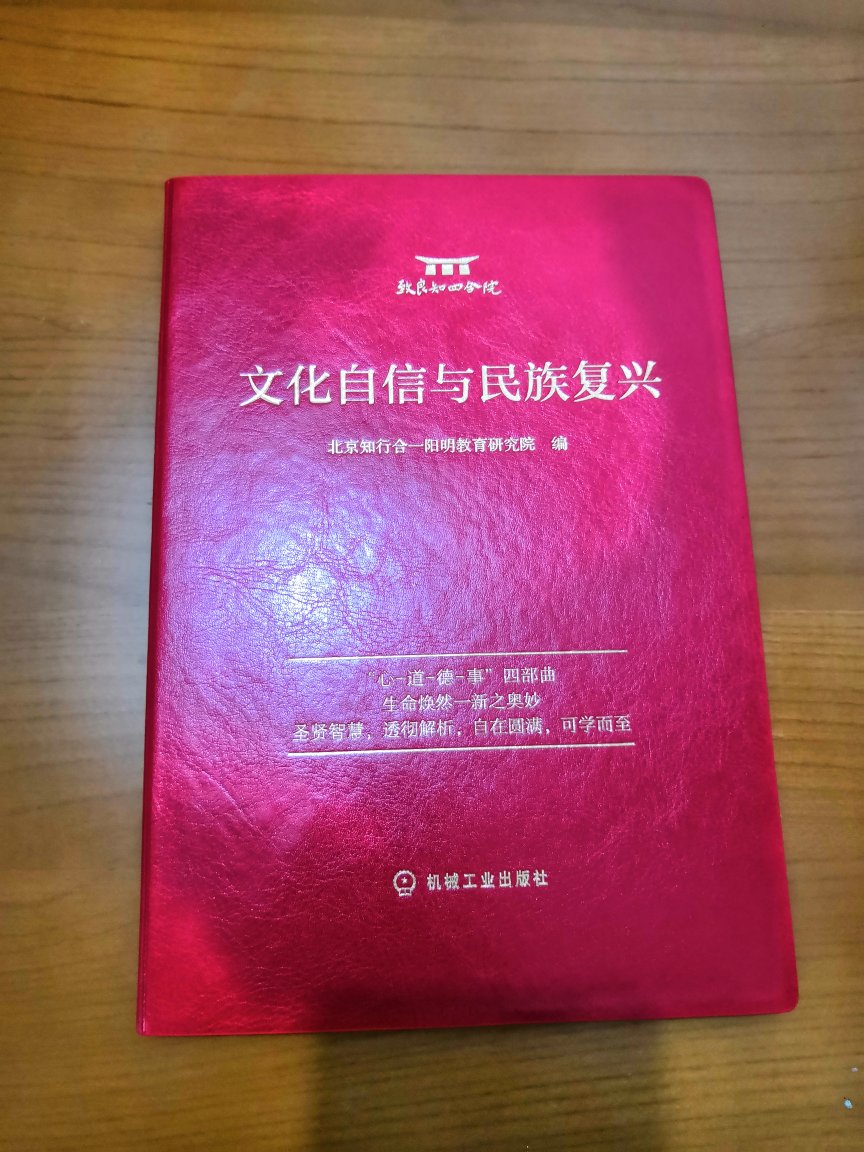 致良知四合院
文化自信与民族复兴
北京知行合一阳明教育研究院 编
“心-道-德-事”四部曲
生命焕然一新之奥妙
圣贤智慧，透彻解析，自在圆满，可学而至
机械工业出版社